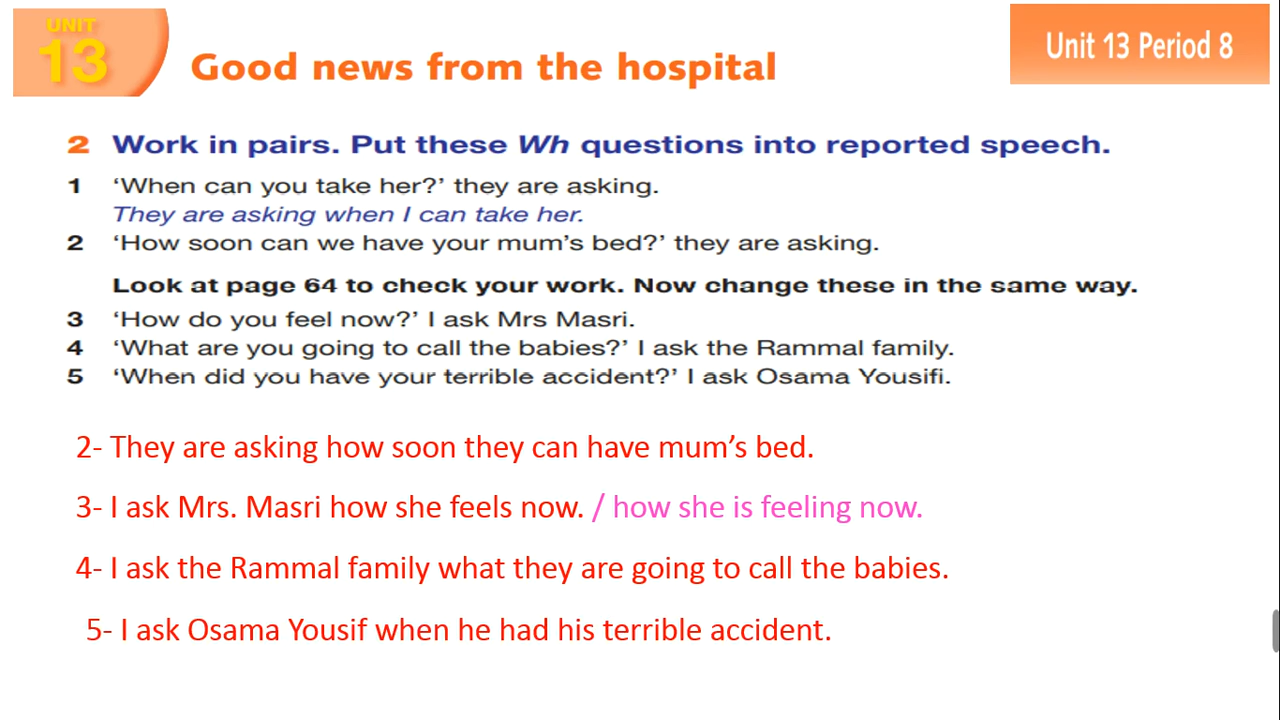 UNIT
13
Good news from the hospital
Unit 13 Period 8
2 Work in pairs. Put these Wh questions into reported speech.
1 ‘When can you take her?’ they are asking.
They are asking when I can take her.
2 ‘How soon can we have your mum’s bed?’ they are asking.
Look at page 64 to check your work. Now change these in the same way.
3 ‘How do you feel now?’ I ask Mrs Masri.
4 ‘What are you going to call the babies?’ I ask the Rammal family.
5 ‘When did you have your terrible accident?’ I ask Osama Yousifi.
2- They are asking how soon they can have mum’s bed.
3- I ask Mrs. Masri how she feels now. / how she is feeling now.
4- I ask the Rammal family what they are going to call the babies.
5- I ask Osama Yousif when he had his terrible accident.